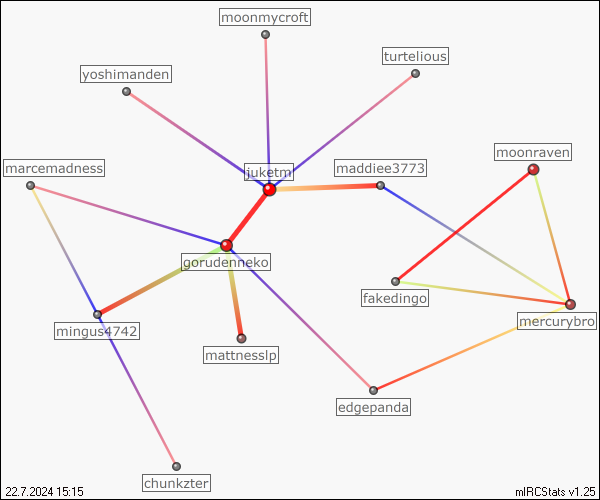 moonmycroft
turtelious
yoshimanden
moonraven
marcemadness
juketm
maddiee3773
gorudenneko
fakedingo
mercurybro
mingus4742
mattnesslp
edgepanda
chunkzter
22.7.2024 15:15
mIRCStats v1.25